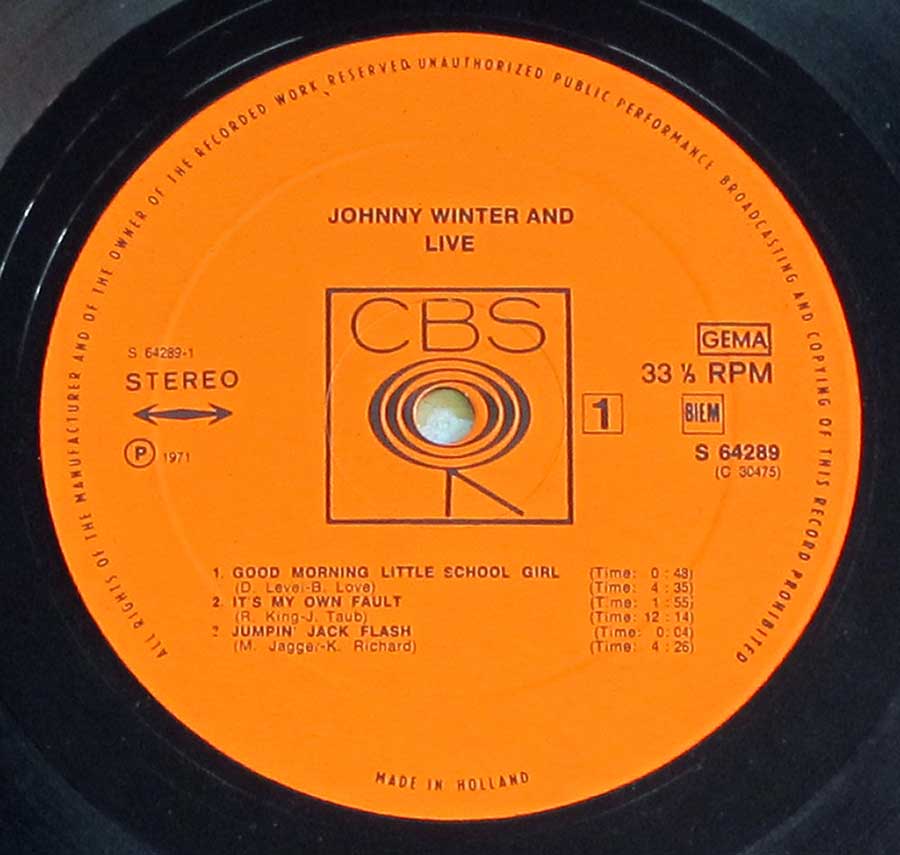 ALL RIGHTS OF THE MANUFACTURER AND OF THE OWNER OF THE RECORDED WORK RESERVED UNAUTHORIZED PUBLIC PERFORMANCE BROADCASTING AND COPYING OF THIS RECORD PROHIBITED
JOHNNY WINTER AND
LIVE
CBS
S 64289-1
STEREO
P 1971
GEMA
33 ⅓ RPM
1
BIEM
S 64289
(C 30475)
1. GOOD MORNING LITTLE SCHOOL GIRL (Time: 0 : 48)
(D. Level-B. Love) (Time: 4 : 35)
2. IT'S MY OWN FAULT (Time: 1 : 55)
(R. King-J. Taub) (Time: 12 : 14)
JUMPIN' JACK FLASH (Time: 0:04)
(M. Jagger-K. Richard) (Time: 4 : 26)
MADE IN HOLLAND